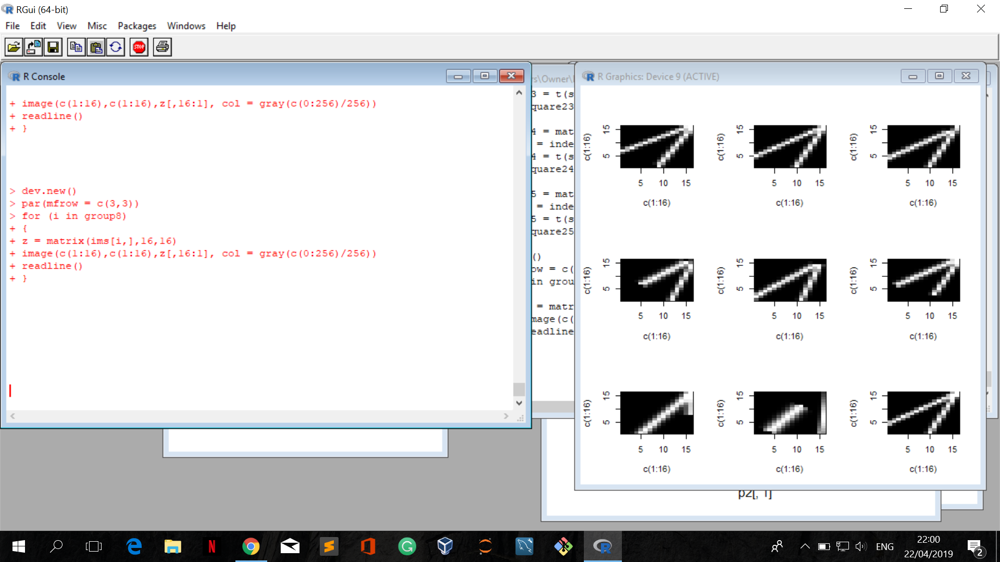 RGui (64-bit)
File Edit View Misc Packages Windows Help
STOP
R Console
+ image(c(1:16),c(1:16),z[,16:1], col = gray(c(0:256)/256))
+ readline()
+ }
> dev.new()
> par(mfrow = c(3,3))
> for (i in group8)
+ {
+ z = matrix(ims[i,],16,16)
+ image(c(1:16),c(1:16),z[,16:1], col = gray(c(0:256)/256))
+ readline()
+ }
s\Owner\
3 = t(s
quare23
4 = mat
= inde
4 = t(s
quare24
5 = mat
= inde
5 = t(s
quare25
()
ow = c(
in grou
= matr
mage(c(
eadline
R Graphics: Device 9 (ACTIVE)
c(1:16) 5 15 c(1:16) 5 15 c(1:16) 5 15
5 10 15 5 10 15 5 10 15
c(1:16) c(1:16) c(1:16)
c(1:16) 5 15 c(1:16) 5 15 c(1:16) 5 15
5 10 15 5 10 15 5 10 15
c(1:16) c(1:16) c(1:16)
c(1:16) 5 15 c(1:16) 5 15 c(1:16) 5 15
5 10 15 5 10 15 5 10 15
c(1:16) c(1:16) c(1:16)
p2[, 1]
ENG
22:00
22/04/2019
2